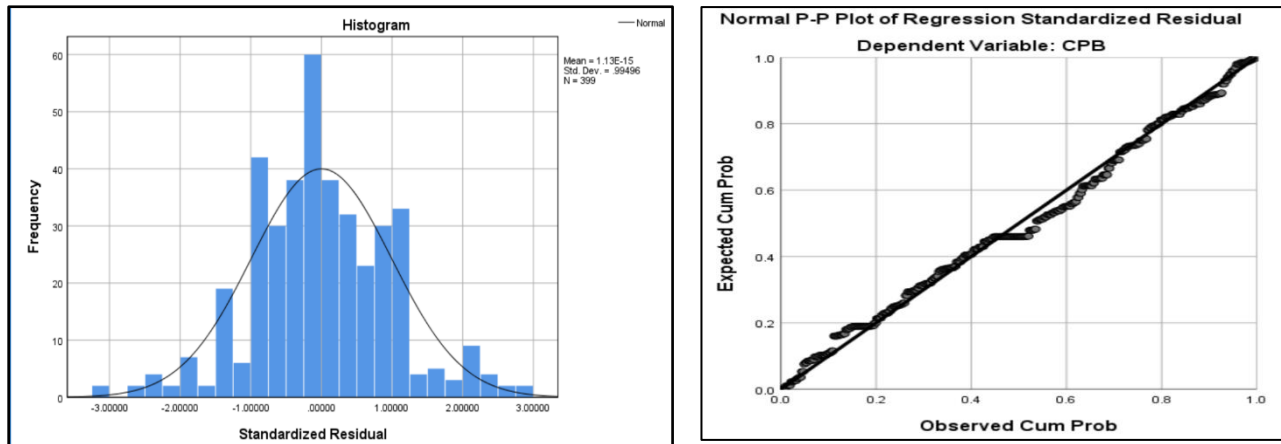 Histogram
Normal
Mean = 1.13E-15
Std. Dev. = .99496
N = 399
Frequency
60
50
40
30
20
10
0
-3.00000 -2.00000 -1.00000 .00000 1.00000 2.00000 3.00000
Standardized Residual
Normal P-P Plot of Regression Standardized Residual
Dependent Variable: CPB
Expected Cum Prob
1.0
0.8
0.6
0.4
0.2
0.0
0.0 0.2 0.4 0.6 0.8 1.0
Observed Cum Prob